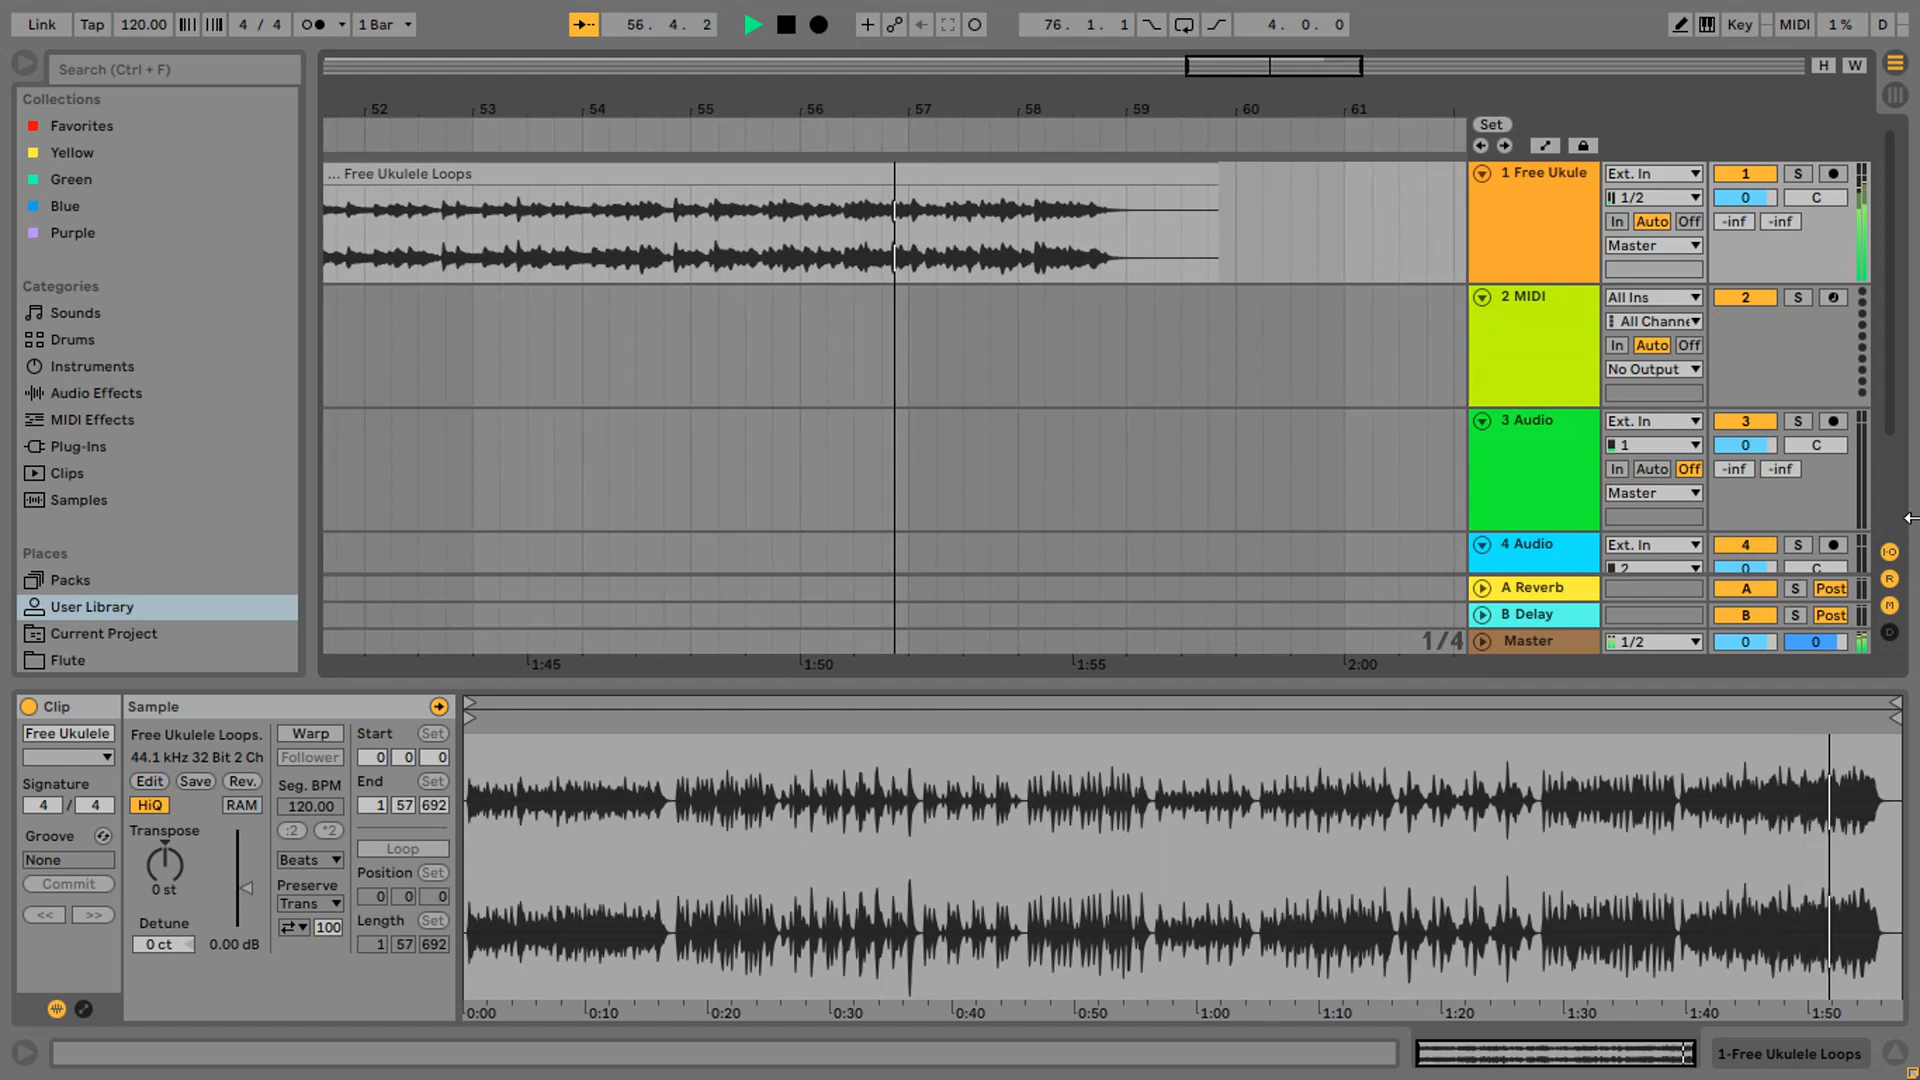 Link Tap 120.00 4 / 4 1 Bar 56. 4. 2 76. 1. 1 4. 0. 0 Key MIDI 1 % D
Search (Ctrl + F)
H W
Collections
Favorites
Yellow
Green
Blue
Purple
Categories
Sounds
Drums
Instruments
Audio Effects
MIDI Effects
Plug-Ins
Clips
Samples
Places
Packs
User Library
Current Project
Flute
52 53 54 55 56 57 58 59 60 61
Set
... Free Ukulele Loops
1 Free Ukule Ext. In 1 S
1/2 0 C
In Auto Off -inf -inf
Master
2 MIDI All Ins 2 S
All Channe
In Auto Off
No Output
3 Audio Ext. In 3 S
1 0 C
In Auto Off -inf -inf
Master
4 Audio Ext. In 4 S
2 0 C
A Reverb A S Post
B Delay B S Post
1/4 Master 1/2 0 0
I·O
R
M
D
1:45 1:50 1:55 2:00
Clip
Free Ukulele
Signature
4 / 4
Groove
None
Commit
<< >>
Sample
Free Ukulele Loops.
44.1 kHz 32 Bit 2 Ch
Edit Save Rev.
HiQ RAM
Transpose
0 st
Detune
0 ct 0.00 dB
Warp
Follower
Seg. BPM
120.00
:2 *2
Beats
Preserve
Trans
100
Start Set
0 0 0
End Set
1 57 692
Loop
Position Set
0 0 0
Length Set
1 57 692
0:00 0:10 0:20 0:30 0:40 0:50 1:00 1:10 1:20 1:30 1:40 1:50
1-Free Ukulele Loops